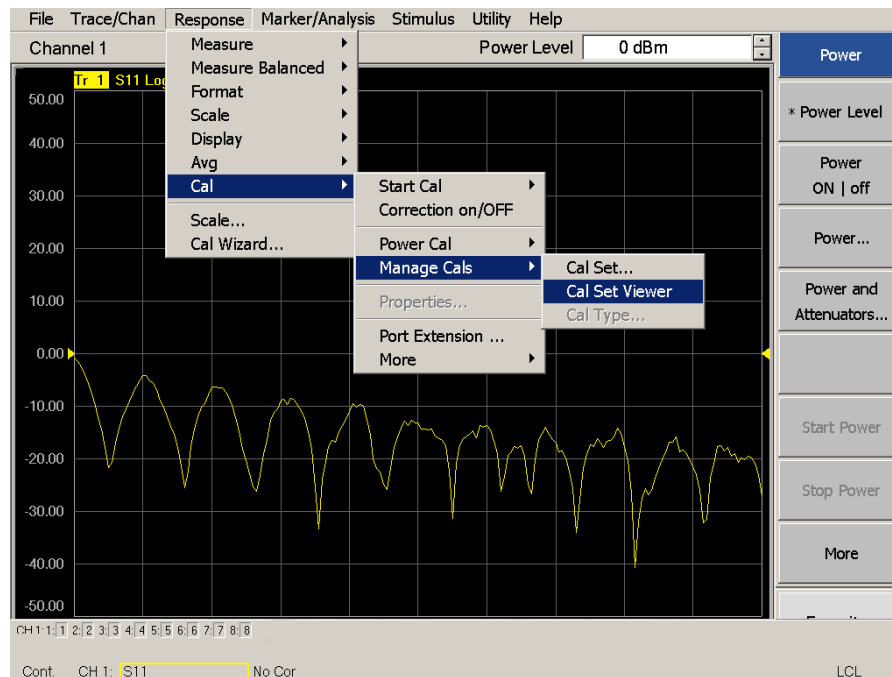 File Trace/Chan Response Marker/Analysis Stimulus Utility Help
Channel 1
Power Level 0 dBm
Tr 1 S11 Log
50.00
40.00
30.00
20.00
10.00
0.00
-10.00
-20.00
-30.00
-40.00
-50.00
Measure
Measure Balanced
Format
Scale
Display
Avg
Cal
Scale...
Cal Wizard...
Start Cal
Correction on/OFF
Power Cal
Manage Cals
Properties...
Port Extension ...
More
Cal Set...
Cal Set Viewer
Cal Type...
Power
* Power Level
Power
ON | off
Power...
Power and
Attenuators...
Start Power
Stop Power
More
CH 1: 1: 1 2: 2 3: 3 4: 4 5: 5 6: 6 7: 7 8: 8
Cont. CH 1: S11 No Cor LCL